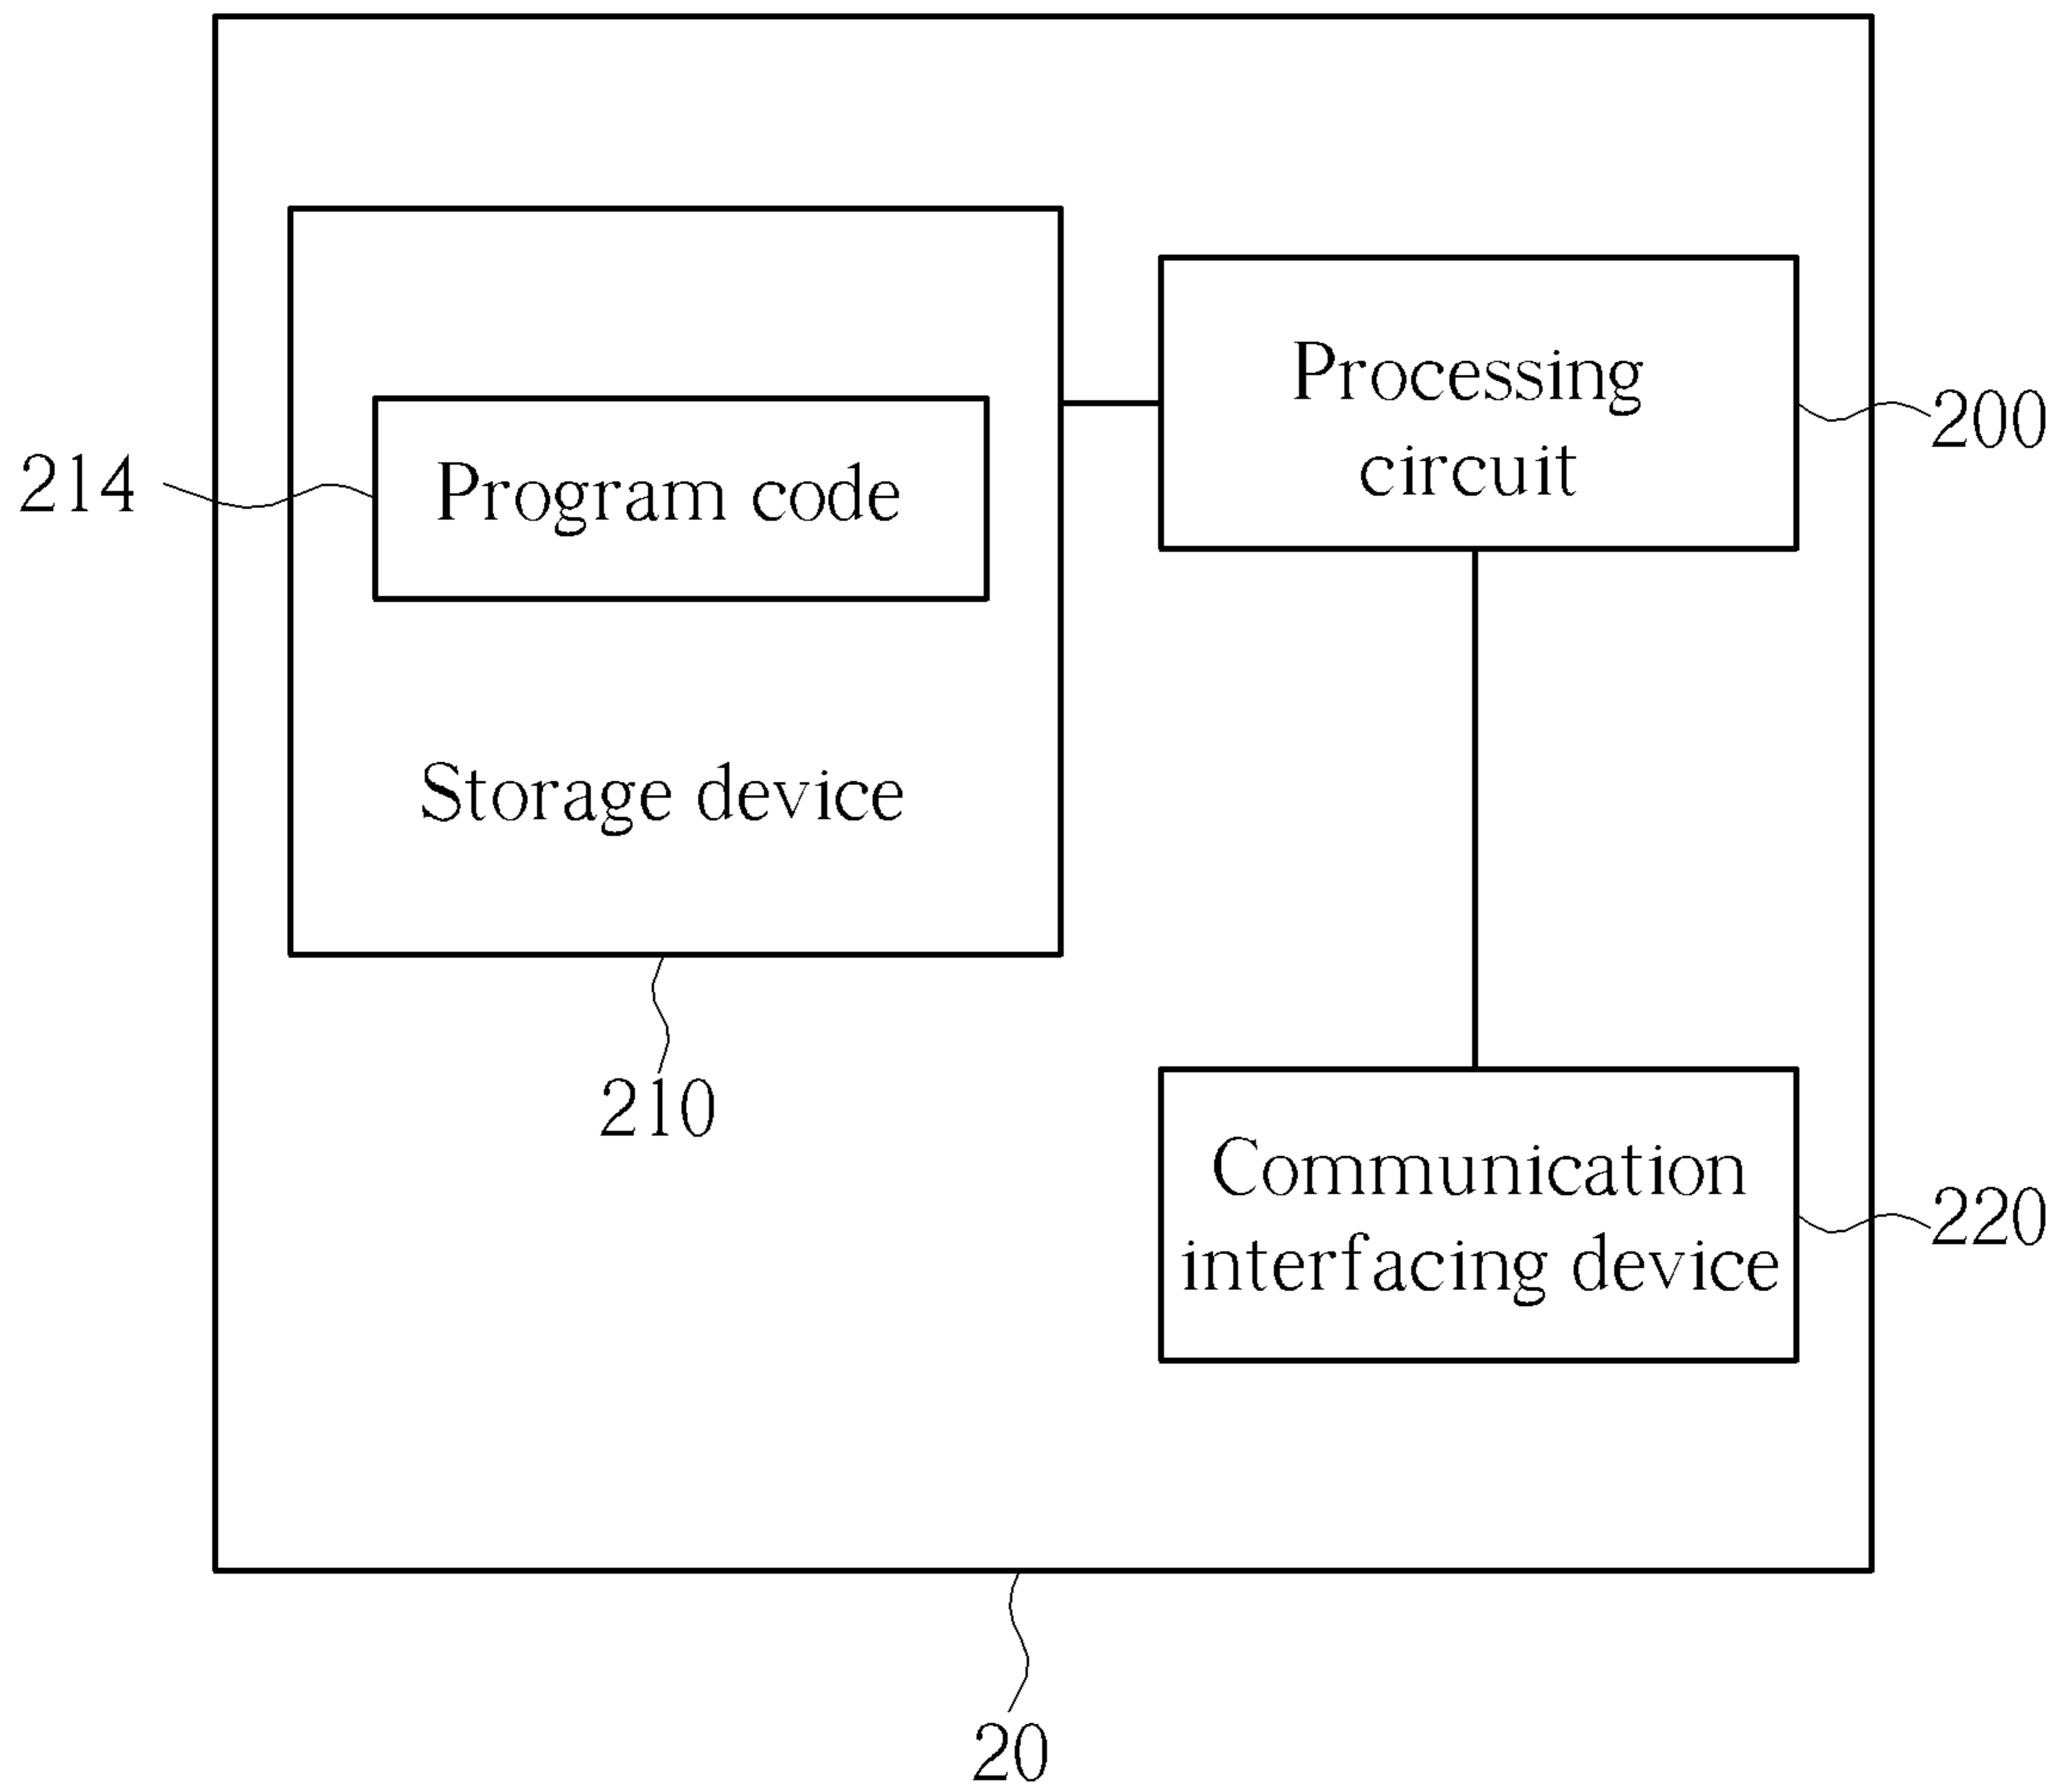 Processing
circuit
200
214
Program code
Storage device
210
Communication
interfacing device
220
20